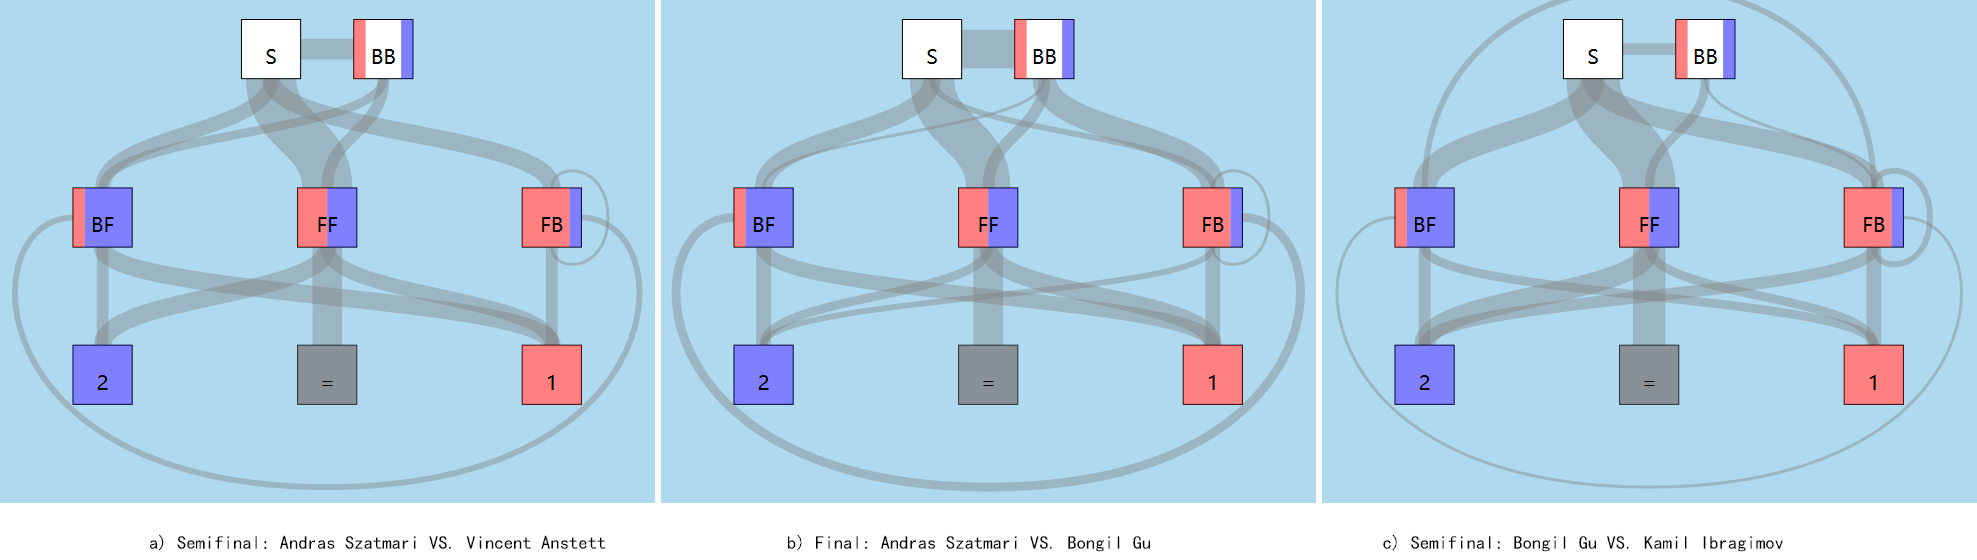 S BB S BB S BB
BF FF FB BF FF FB BF FF FB
2 = 1 2 = 1 2 = 1
a) Semifinal: Andras Szatmari VS. Vincent Anstett b) Final: Andras Szatmari VS. Bongil Gu c) Semifinal: Bongil Gu VS. Kamil Ibragimov